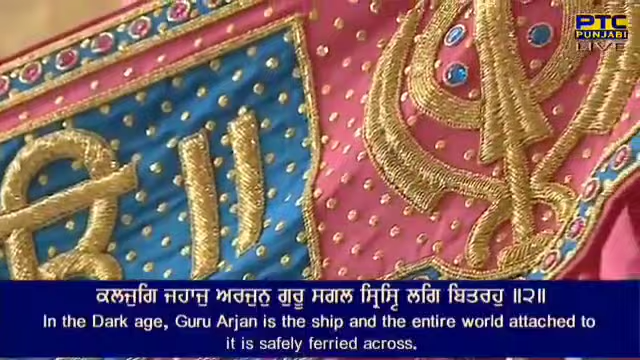 PTC
PUNJABI
LIVE
ਕਲਜੁਗਿ ਜਹਾਜੁ ਅਰਜੁਨੁ ਗੁਰੂ ਸਗਲ ਸ੍ਰਿਸ੍ਟਿ ਲਗਿ ਬਿਤਰਹੁ ॥੨॥
In the Dark age, Guru Arjan is the ship and the entire world attached to
it is safely ferried across.